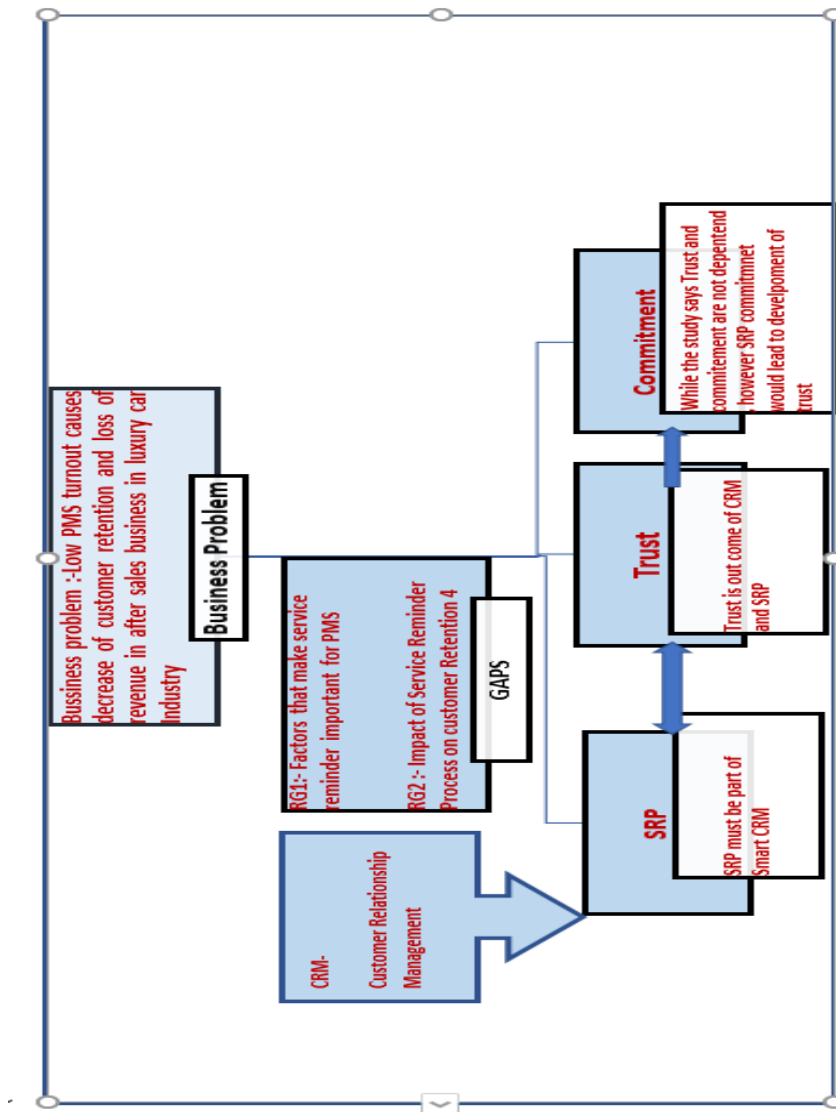 Bussiness problem :-Low PMS turnout causes
decrease of customer retention and loss of
revenue in after sales business in luxury car
Industry
Business Problem
RG1:- Factors that make service
reminder important for PMS
RG2 :- Impact of Service Reminder
Process on customer Retention 4
GAPS
CRM-
Customer Relationship
Management
SRP
SRP must be part of
Smart CRM
Trust
Trust is out come of CRM
and SRP
Commitment
While the study says Trust and
commitement are not depentend
, however SRP commitmnet
would lead to develpoment of
trust